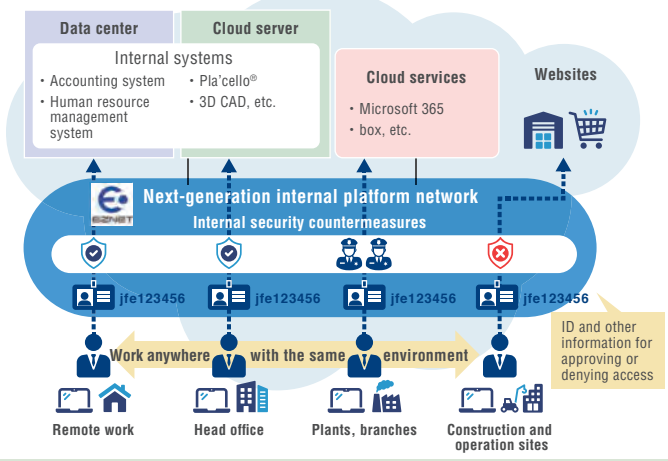 Data center
Cloud server
Internal systems
・Accounting system
・Human resource
management
system
・Pla'cello®
・3D CAD, etc.
Cloud services
・Microsoft 365
・box, etc.
Websites
EZNET
Next-generation internal platform network
Internal security countermeasures
jfe123456
jfe123456
jfe123456
jfe123456
ID and other
information for
approving or
denying access
Work anywhere with the same environment
Remote work
Head office
Plants, branches
Construction and
operation sites